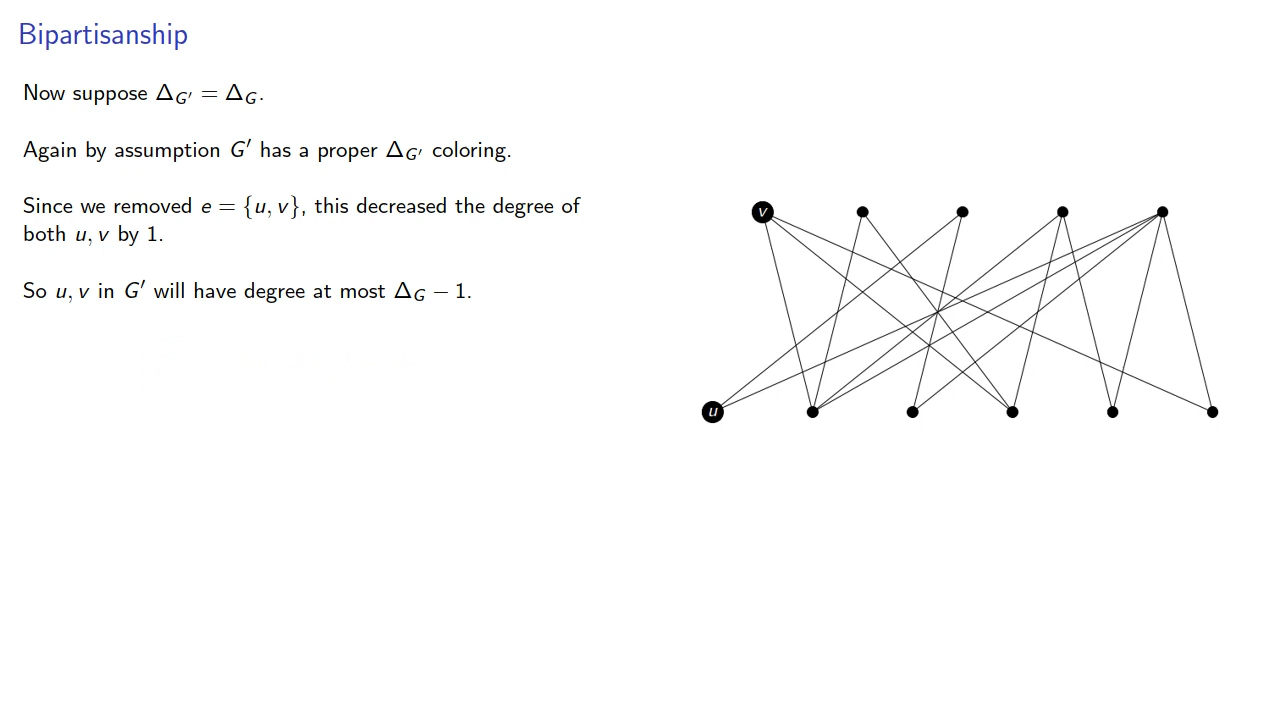 Bipartisanship
Now suppose Δ_{G′} = Δ_G.
Again by assumption G′ has a proper Δ_{G′} coloring.
Since we removed e = {u, v}, this decreased the degree of
both u, v by 1.
So u, v in G′ will have degree at most Δ_G − 1.
v
u